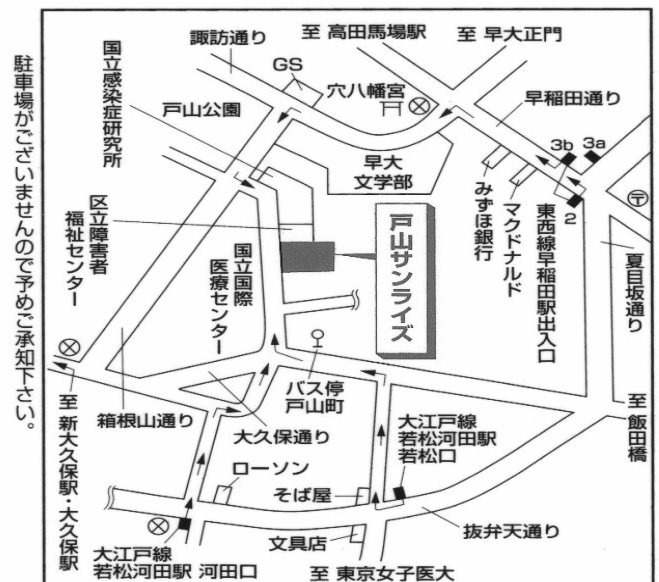 駐車場がございませんので予めご承知下さい。
諏訪通り
至 高田馬場駅
至 早大正門
国立感染症研究所
GS
穴八幡宮
早稲田通り
戸山公園
3b
3a
早大
文学部
みずほ銀行
マクドナルド
2
東西線早稲田駅出入口
夏目坂通り
区立障害者
福祉センター
国立国際
医療センター
戸山サンライズ
バス停
戸山町
至 飯田橋
至 新大久保駅・大久保駅
箱根山通り
大久保通り
大江戸線
若松河田駅
若松口
ローソン
そば屋
抜弁天通り
文具店
大江戸線
若松河田駅 河田口
至 東京女子医大